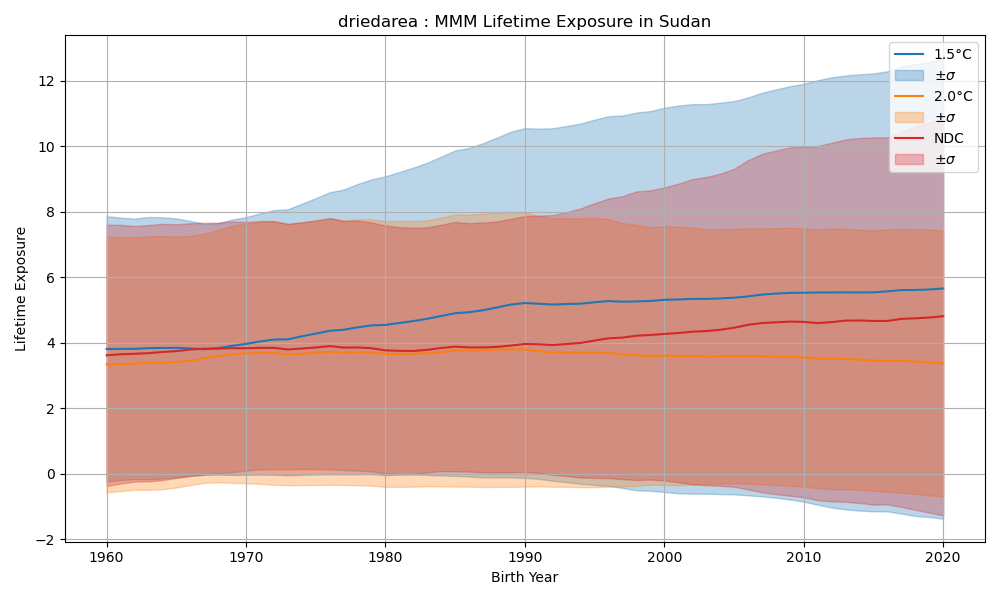 driedarea : MMM Lifetime Exposure in Sudan
1.5°C
±σ
2.0°C
±σ
NDC
±σ
Lifetime Exposure
12
10
8
6
4
2
0
−2
1960 1970 1980 1990 2000 2010 2020
Birth Year